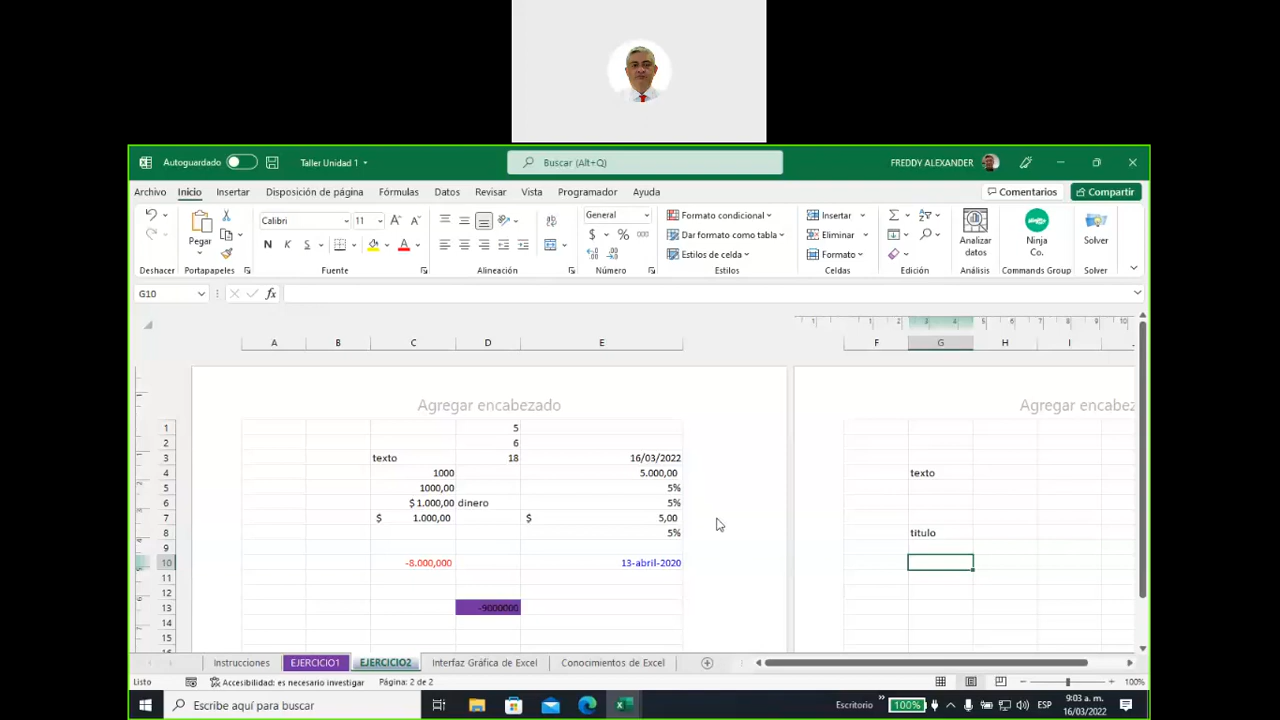 Autoguardado
Taller Unidad 1
Buscar (Alt+Q)
FREDDY ALEXANDER
Archivo Inicio Insertar Disposición de página Fórmulas Datos Revisar Vista Programador Ayuda
Comentarios Compartir
Pegar
Calibri 11
N K S
General
$ % 000
Formato condicional
Dar formato como tabla
Estilos de celda
Insertar
Eliminar
Formato
Analizar datos
Ninja Co.
Solver
Deshacer Portapapeles Fuente Alineación Número Estilos Celdas Edición Análisis Commands Group Solver
G10 fx
A B C D E F G H I
Agregar encabezado Agregar encabez
1 5
2 6
3 texto 18 16/03/2022
4 1000 5.000,00 texto
5 1000,00 5%
6 $ 1.000,00 dinero 5%
7 $ 1.000,00 $ 5,00
8 5% titulo
9
10 -8.000,000 13-abril-2020
11
12
13 -9000000
14
15
16
Instrucciones EJERCICIO1 EJERCICIO2 Interfaz Gráfica de Excel Conocimientos de Excel
Listo Accesibilidad: es necesario investigar Página: 2 de 2 100%
Escribe aquí para buscar
Escritorio 100% ESP
9:03 a. m.
16/03/2022